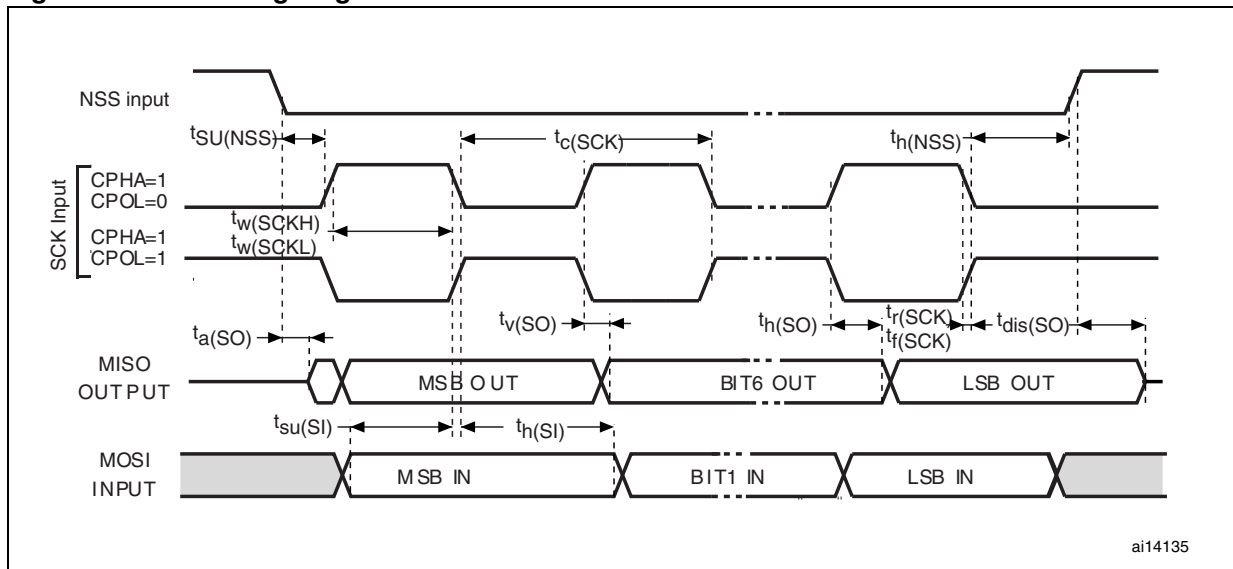 NSS input
tSU(NSS)
tc(SCK)
th(NSS)
SCK Input
CPHA=1
CPOL=0
tw(SCKH)
tw(SCKL)
CPHA=1
CPOL=1
ta(SO)
tv(SO)
th(SO)
tr(SCK)
tf(SCK)
tdis(SO)
MISO
OUTPUT
MSB OUT
BIT6 OUT
LSB OUT
tsu(SI)
th(SI)
MOSI
INPUT
MSB IN
BIT1 IN
LSB IN
ai14135